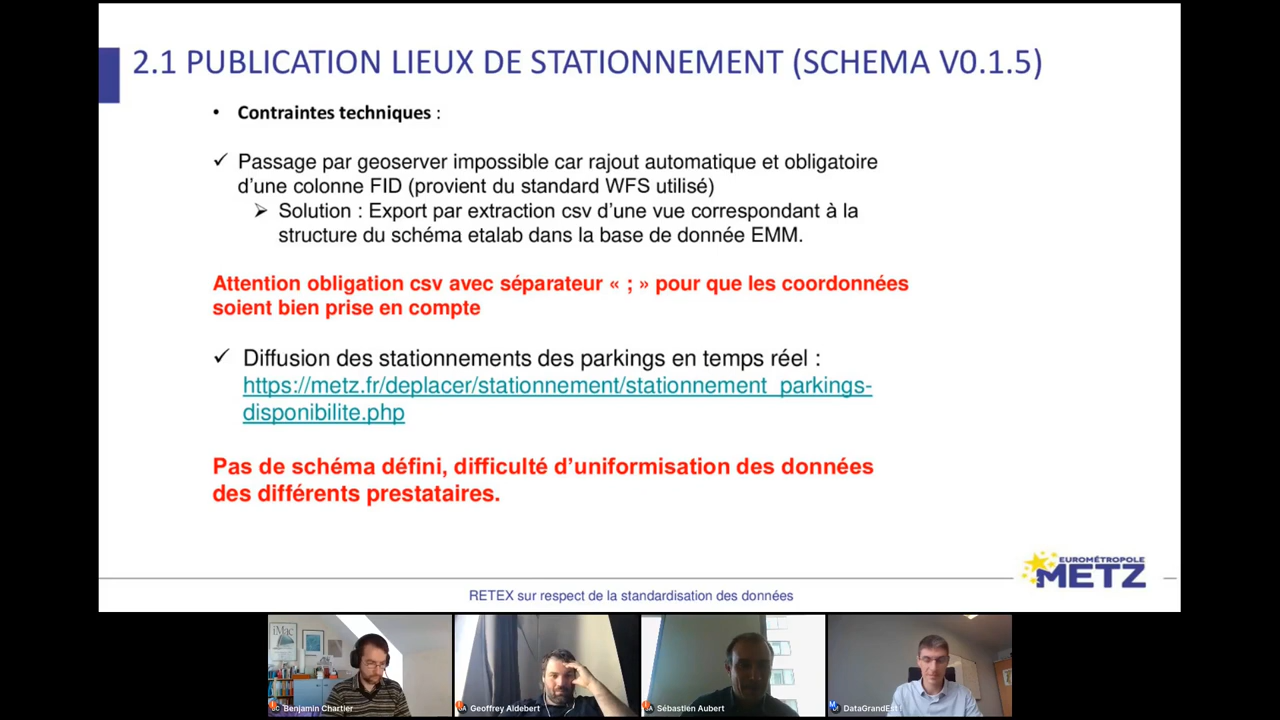 2.1 PUBLICATION LIEUX DE STATIONNEMENT (SCHEMA V0.1.5)
• Contraintes techniques :
✓ Passage par geoserver impossible car rajout automatique et obligatoire
d'une colonne FID (provient du standard WFS utilisé)
➢ Solution : Export par extraction csv d'une vue correspondant à la
structure du schéma etalab dans la base de donnée EMM.
Attention obligation csv avec séparateur « ; » pour que les coordonnées
soient bien prise en compte
✓ Diffusion des stationnements des parkings en temps réel :
https://metz.fr/deplacer/stationnement/stationnement_parkings-
disponibilite.php
Pas de schéma défini, difficulté d'uniformisation des données
des différents prestataires.
EUROMÉTROPOLE
METZ
RETEX sur respect de la standardisation des données
iMac
Benjamin Chartier
Geoffrey Aldebert
Sébastien Aubert